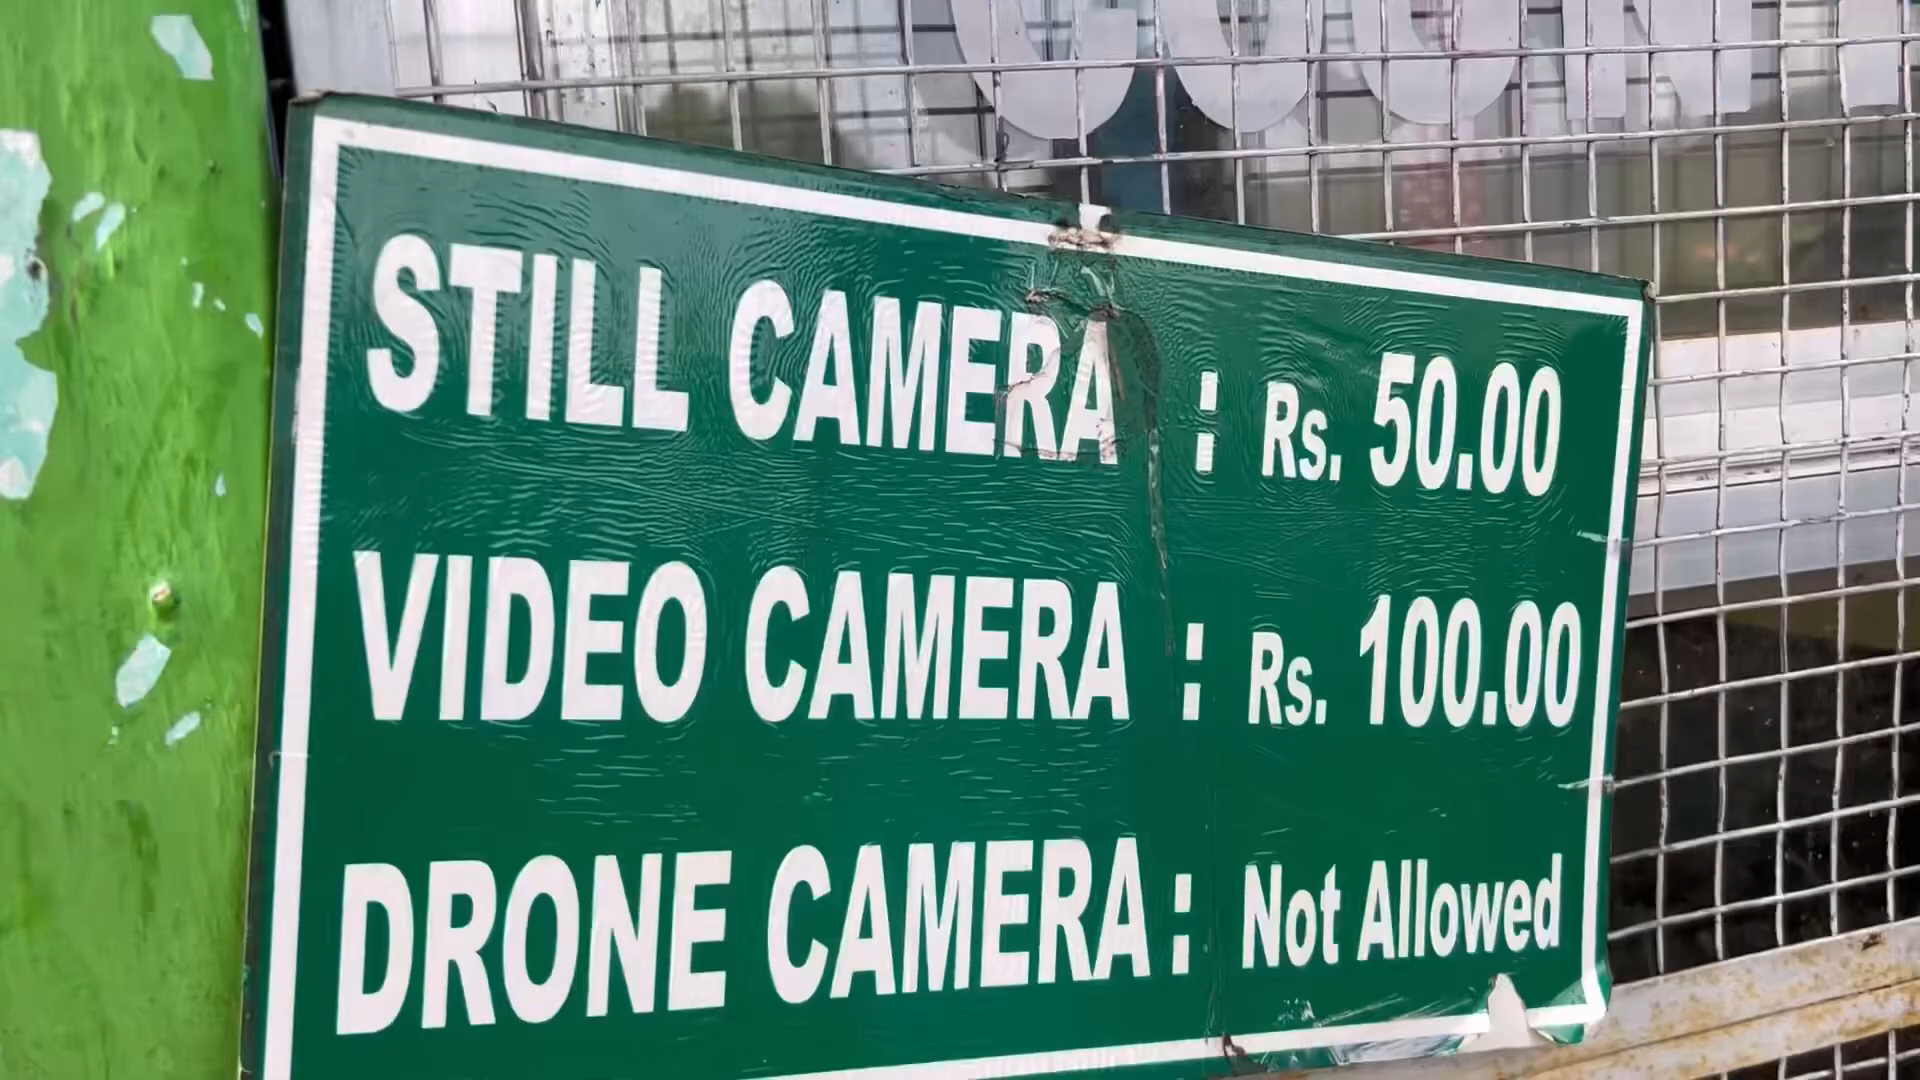 STILL CAMERA : Rs. 50.00
VIDEO CAMERA : Rs. 100.00
DRONE CAMERA : Not Allowed